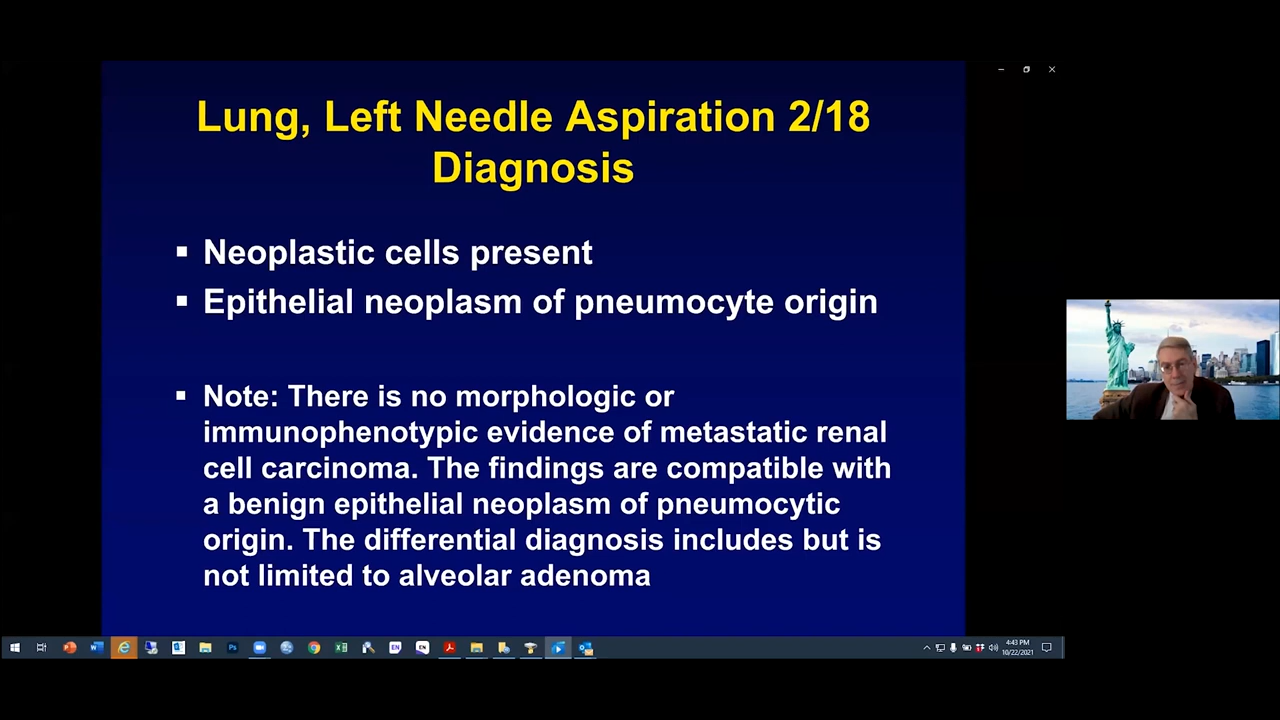 Lung, Left Needle Aspiration 2/18
Diagnosis
▪ Neoplastic cells present
▪ Epithelial neoplasm of pneumocyte origin
▪ Note: There is no morphologic or
immunophenotypic evidence of metastatic renal
cell carcinoma. The findings are compatible with
a benign epithelial neoplasm of pneumocytic
origin. The differential diagnosis includes but is
not limited to alveolar adenoma
EN
EN
4:43 PM
10/22/2021